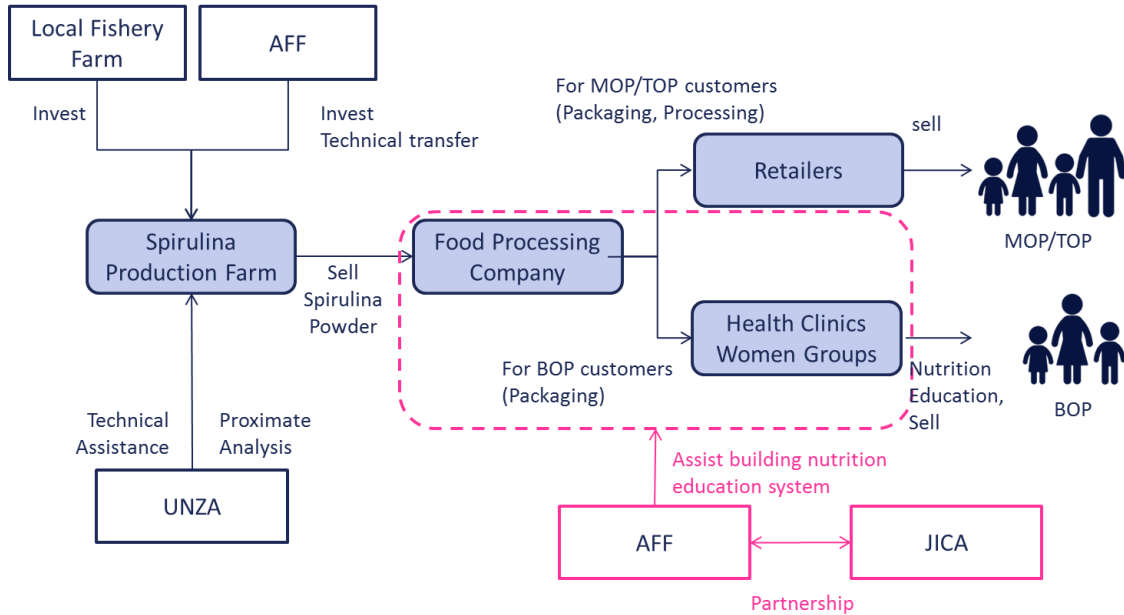 Local Fishery
Farm
AFF
Invest
Invest
Technical transfer
For MOP/TOP customers
(Packaging, Processing)
sell
Retailers
MOP/TOP
Spirulina
Production Farm
Sell
Spirulina
Powder
Food Processing
Company
Health Clinics
Women Groups
For BOP customers
(Packaging)
Nutrition
Education,
Sell
BOP
Technical
Assistance
Proximate
Analysis
UNZA
Assist building nutrition
education system
AFF
JICA
Partnership